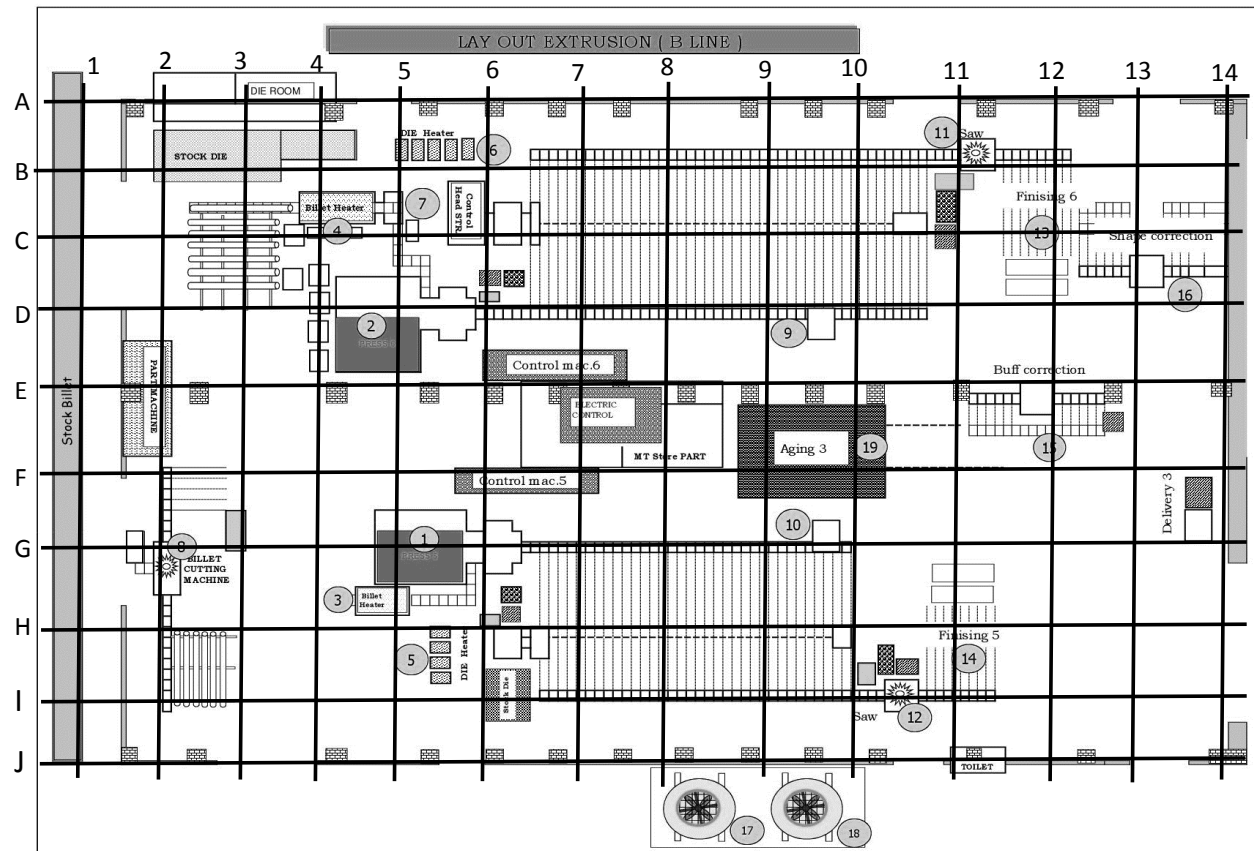 LAY OUT EXTRUSION ( B LINE )
1 2 3 4 5 6 7 8 9 10 11 12 13 14
DIE ROOM
A
DIE Heater
11
Saw
6
STOCK DIE
B
Billet Heater
7
Control
Head STR.
Finising 6
4
C
13
Shape correction
16
D
2
9
Control mac.6
Buff correction
PART MACHINE
E
ELECTRIC
CONTROL
Stock Billet
Aging 3
19
15
MT Store PART
F
Control mac.5
Delivery 3
10
1
8
G
BILLET
CUTTING
MACHINE
3
Billet
Heater
H
Finising 5
5
DIE Heater
14
Stock Die
I
Saw
12
J
TOILET
17
18